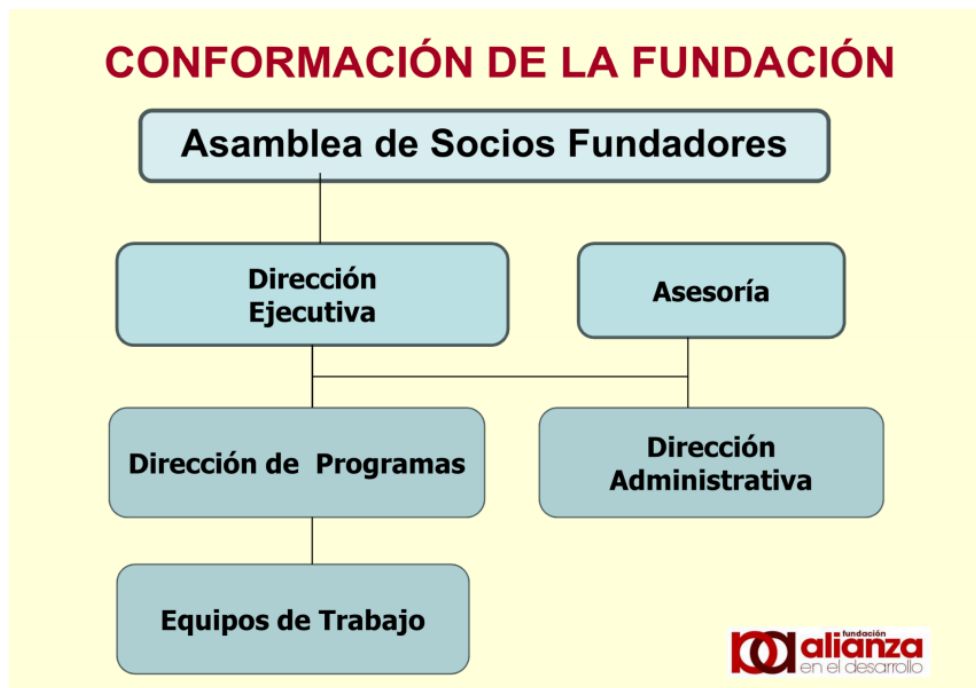 CONFORMACIÓN DE LA FUNDACIÓN
Asamblea de Socios Fundadores
Dirección
Ejecutiva
Asesoría
Dirección de Programas
Dirección
Administrativa
Equipos de Trabajo
fundación
alianza
en el desarrollo